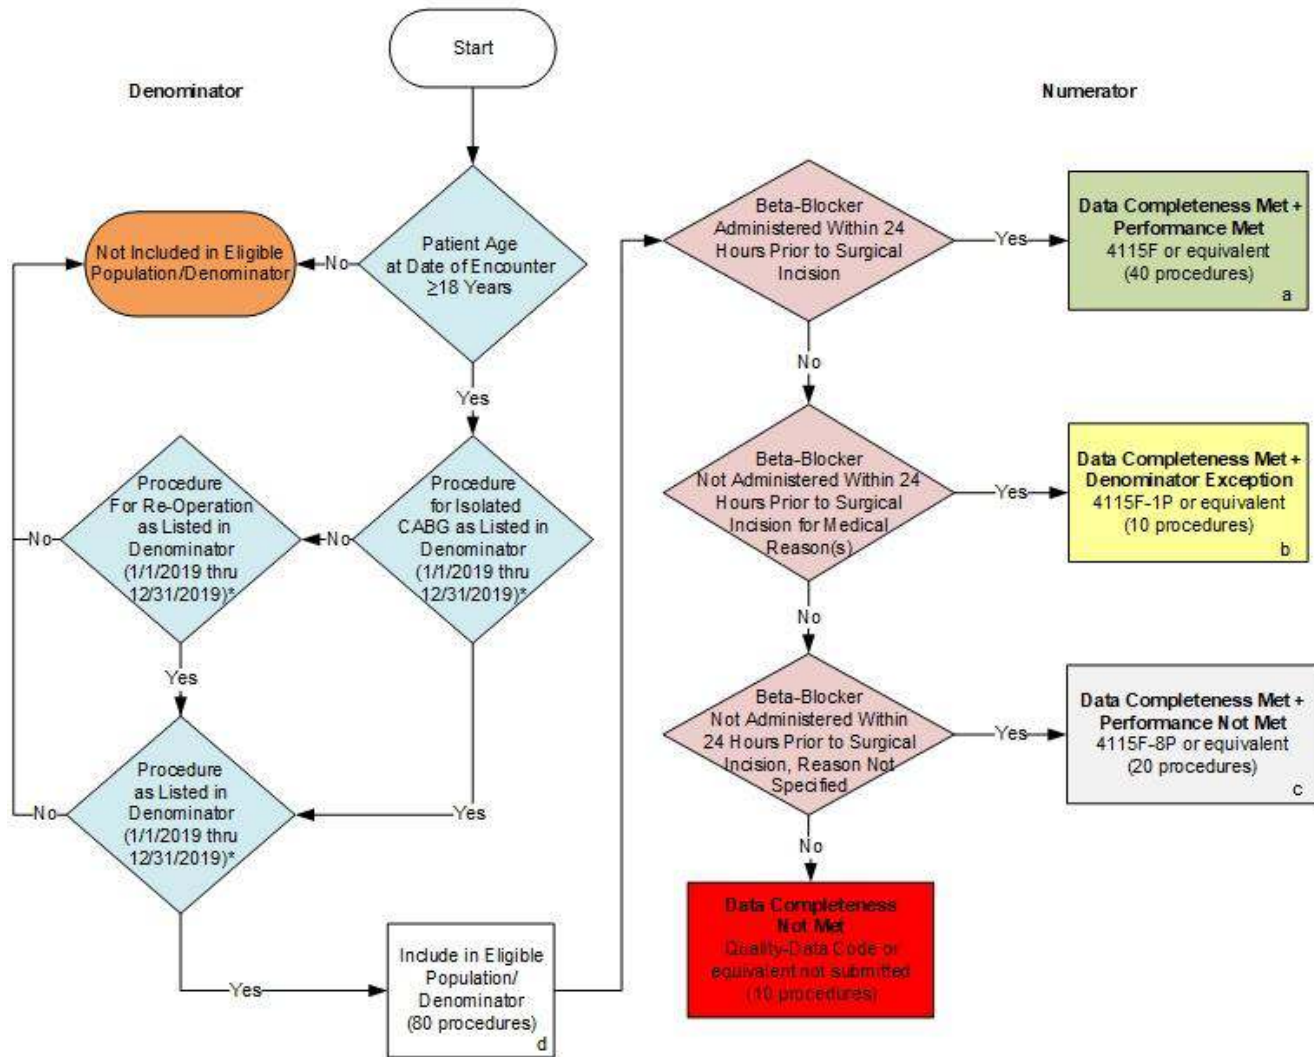 Start
Denominator
Numerator
Patient Age
at Date of Encounter
≥18 Years
No
Not Included in Eligible
Population/Denominator
Yes
Procedure
for Isolated
CABG as Listed in
Denominator
(1/1/2019 thru
12/31/2019)*
No
Procedure
For Re-Operation
as Listed in
Denominator
(1/1/2019 thru
12/31/2019)*
No
Yes
Yes
Procedure
as Listed in
Denominator
(1/1/2019 thru
12/31/2019)*
No
Yes
Include in Eligible
Population/
Denominator
(80 procedures)
d
Beta-Blocker
Administered Within 24
Hours Prior to Surgical
Incision
Yes
Data Completeness Met +
Performance Met
4115F or equivalent
(40 procedures)
a
No
Beta-Blocker
Not Administered Within 24
Hours Prior to Surgical
Incision for Medical
Reason(s)
Yes
Data Completeness Met +
Denominator Exception
4115F-1P or equivalent
(10 procedures)
b
No
Beta-Blocker
Not Administered Within
24 Hours Prior to Surgical
Incision, Reason Not
Specified
Yes
Data Completeness Met +
Performance Not Met
4115F-8P or equivalent
(20 procedures)
c
No
Data Completeness
Not Met
Quality-Data Code or
equivalent not submitted
(10 procedures)